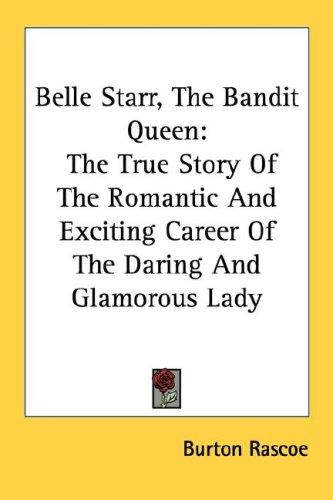 Belle Starr, The Bandit
Queen:
The True Story Of
The Romantic And
Exciting Career Of
The Daring And
Glamorous Lady
Burton Rascoe